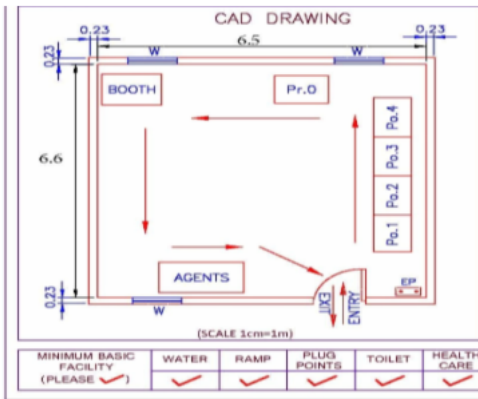 CAD DRAWING
0.23
6.5
0.23
W
W
0.23
BOOTH
Pr.O
Po.4
Po.3
Po.2
Po.1
6.6
AGENTS
EP
0.23
W
EXIT
ENTRY
(SCALE 1cm=1m)
MINIMUM BASIC FACILITY (PLEASE ✓)
WATER
RAMP
PLUG POINTS
TOILET
HEALTH CARE
✓ ✓ ✓ ✓ ✓